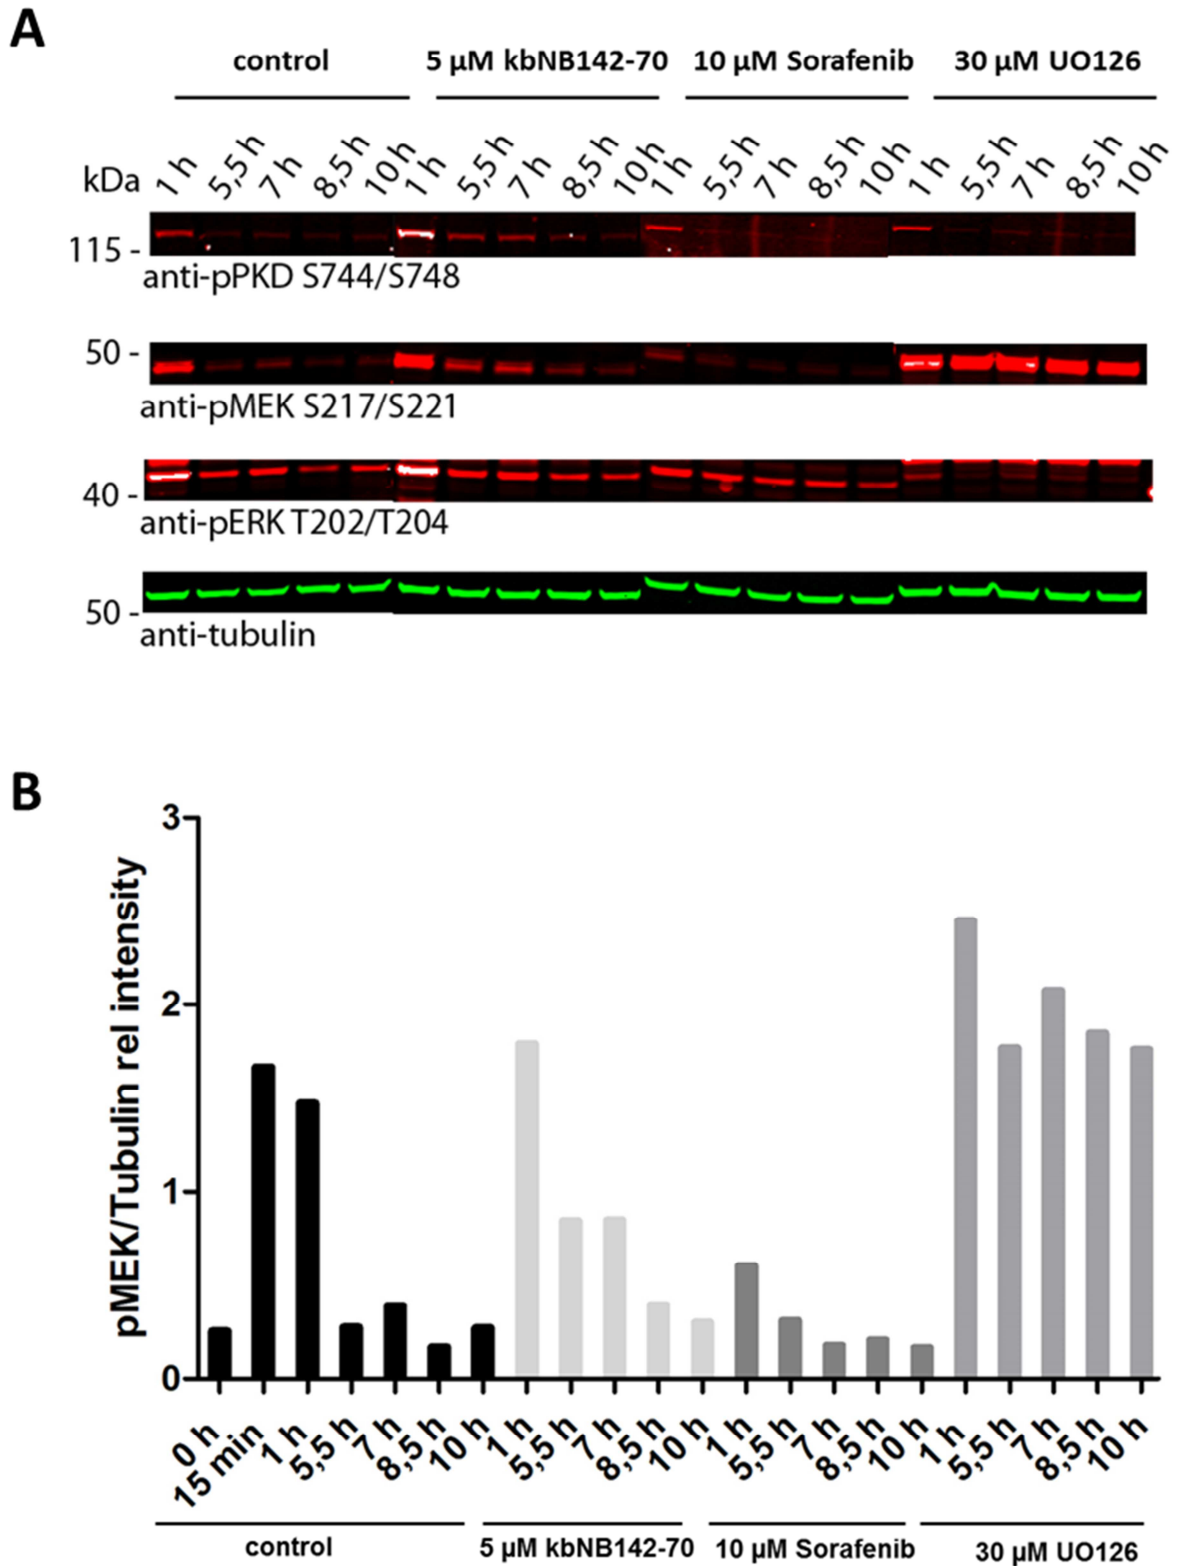 A
control 5 µM kbNB142-70 10 µM Sorafenib 30 µM UO126
kDa 1 h 5,5 h 7 h 8,5 h 10 h 1 h 5,5 h 7 h 8,5 h 10 h 1 h 5,5 h 7 h 8,5 h 10 h 1 h 5,5 h 7 h 8,5 h 10 h
115 -
anti-pPKD S744/S748
50 -
anti-pMEK S217/S221
40 -
anti-pERK T202/T204
50 -
anti-tubulin
B
pMEK/Tubulin rel intensity
3
2
1
0
0 h 15 min 1 h 5,5 h 7 h 8,5 h 10 h 1 h 5,5 h 7 h 8,5 h 10 h 1 h 5,5 h 7 h 8,5 h 10 h 1 h 5,5 h 7 h 8,5 h 10 h
control 5 µM kbNB142-70 10 µM Sorafenib 30 µM UO126